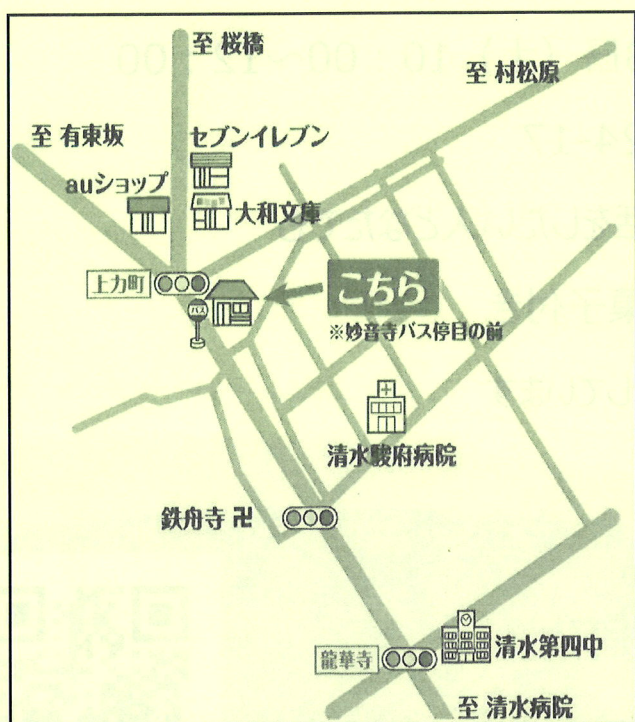 至 桜橋
至 村松原
至 有東坂
セブンイレブン
auショップ
大和文庫
上力町
バス
こちら
※妙音寺バス停目の前
清水駿府病院
鉄舟寺 卍
清水第四中
龍華寺
至 清水病院